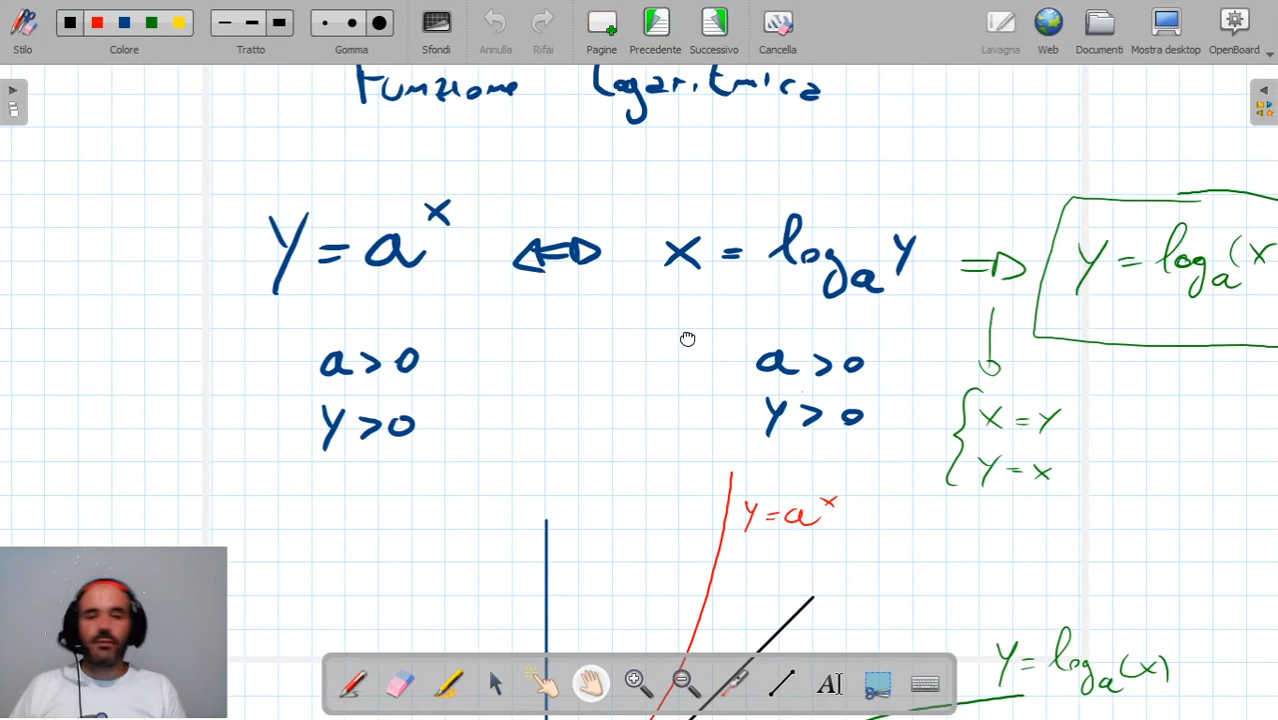 Stilo Colore Tratto Gomma Sfondi Annulla Rifai Pagine Precedente Successivo Cancella Lavagna Web Documenti Mostra desktop OpenBoard
Funzione Logaritmica
y = a^x ⇔ x = log_a y ⇒ y = log_a(x
a > 0 a > 0
y > 0 y > 0
x = y
y = x
y = a^x
y = log_a(x)
AI